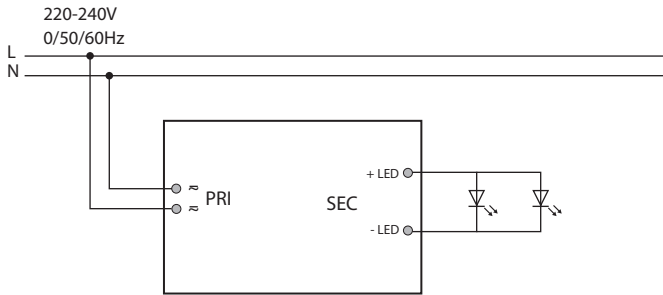 220-240V
0/50/60Hz
L
N
≂ PRI
≂
SEC
+ LED
- LED